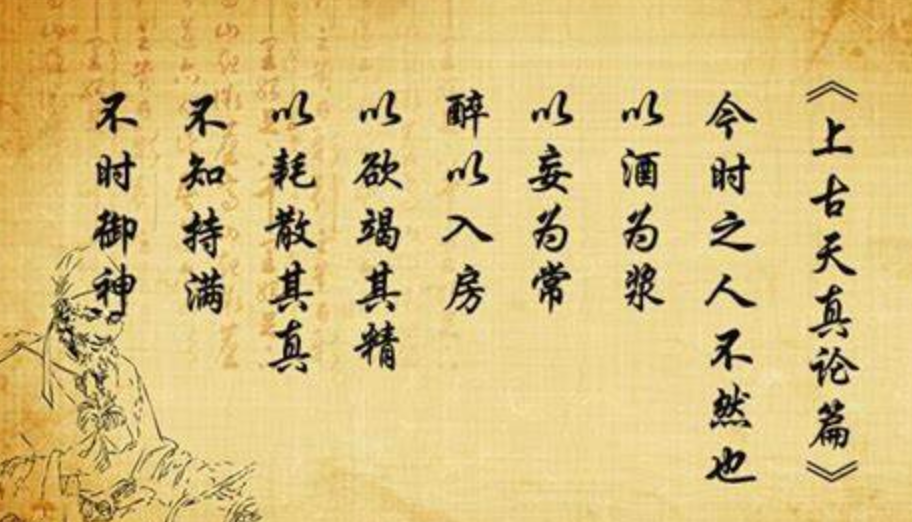 《上古天真论篇》
今时之人不然也
以酒为浆
以妄为常
醉以入房
以欲竭其精
以耗散其真
不知持满
不时御神